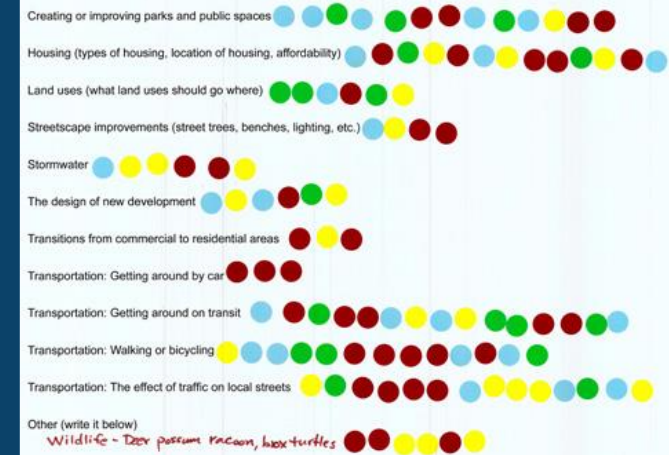 Creating or improving parks and public spaces
Housing (types of housing, location of housing, affordability)
Land uses (what land uses should go where)
Streetscape improvements (street trees, benches, lighting, etc.)
Stormwater
The design of new development
Transitions from commercial to residential areas
Transportation: Getting around by car
Transportation: Getting around on transit
Transportation: Walking or bicycling
Transportation: The effect of traffic on local streets
Other (write it below)
Wildlife - Deer possum racoon, box turtles